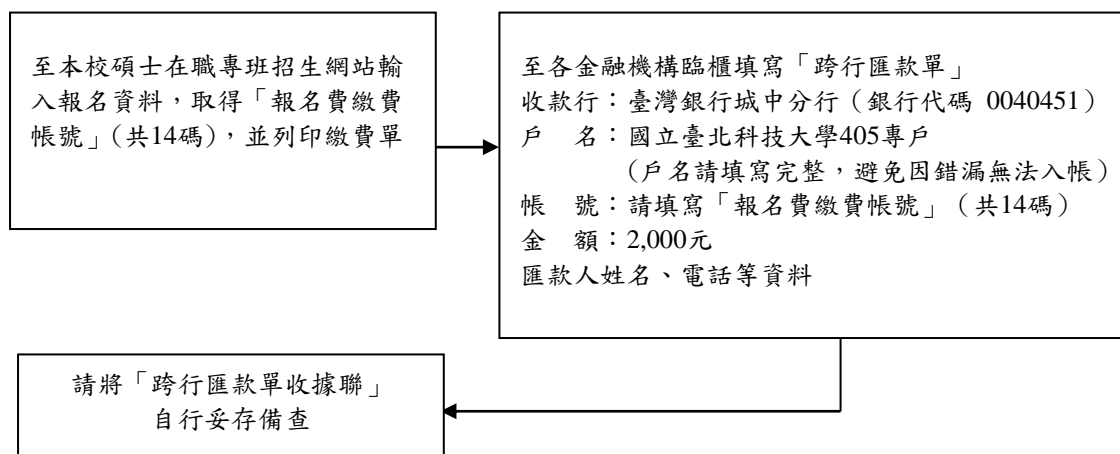 至本校碩士在職專班招生網站輸
入報名資料，取得「報名費繳費
帳號」（共14碼），並列印繳費單
至各金融機構臨櫃填寫「跨行匯款單」
收款行：臺灣銀行城中分行（銀行代碼 0040451）
戶　名：國立臺北科技大學405專戶
（戶名請填寫完整，避免因錯漏無法入帳）
帳　號：請填寫「報名費繳費帳號」（共14碼）
金　額：2,000元
匯款人姓名、電話等資料
請將「跨行匯款單收據聯」
自行妥存備查